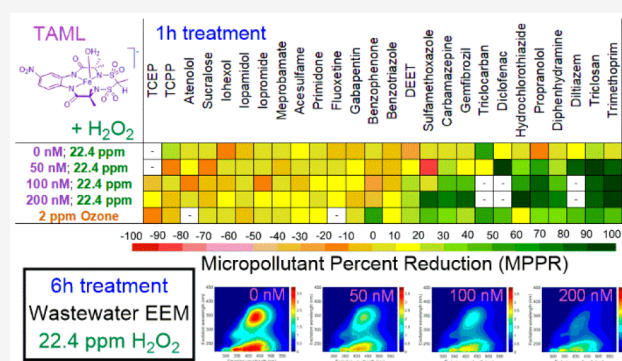 TAML
1h treatment
OH₂
O₂N
Fe
+ H₂O₂
TCEP
TCPP
Atenolol
Sucralose
Iohexol
Iopamidol
Iopromide
Meprobamate
Acesulfame
Primidone
Fluoxetine
Gabapentin
Benzophenone
Benzotriazole
DEET
Sulfamethoxazole
Carbamazepine
Gemfibrozil
Triclocarban
Diclofenac
Hydrochlorothiazide
Propranolol
Diphenhydramine
Diltiazem
Triclosan
Trimethoprim
0 nM; 22.4 ppm -
50 nM; 22.4 ppm - -
100 nM; 22.4 ppm - - -
200 nM; 22.4 ppm - - -
2 ppm Ozone - -
-100 -90 -80 -70 -60 -50 -40 -30 -20 -10 0 10 20 30 40 50 60 70 80 90 100
Micropollutant Percent Reduction (MPPR)
6h treatment
Wastewater EEM
22.4 ppm H₂O₂
0 nM
50 nM
100 nM
200 nM